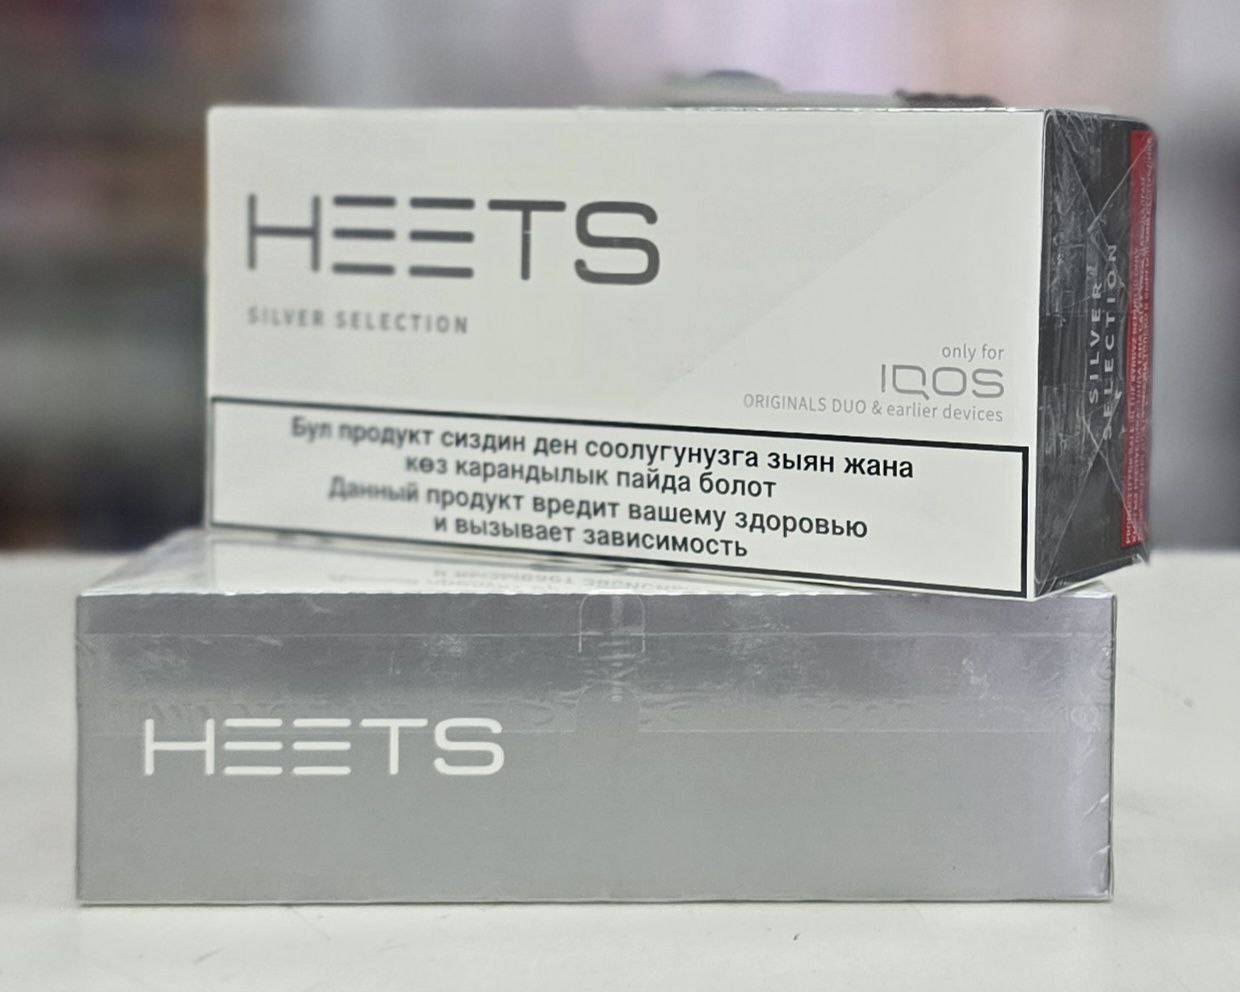 HEETS
SILVER SELECTION
only for
IQOS
ORIGINALS DUO & earlier devices
Бул продукт сиздин ден соолугунузга зыян жана
көз карандылык пайда болот
Данный продукт вредит вашему здоровью
и вызывает зависимость
SILVER
SELECTION
HEETS